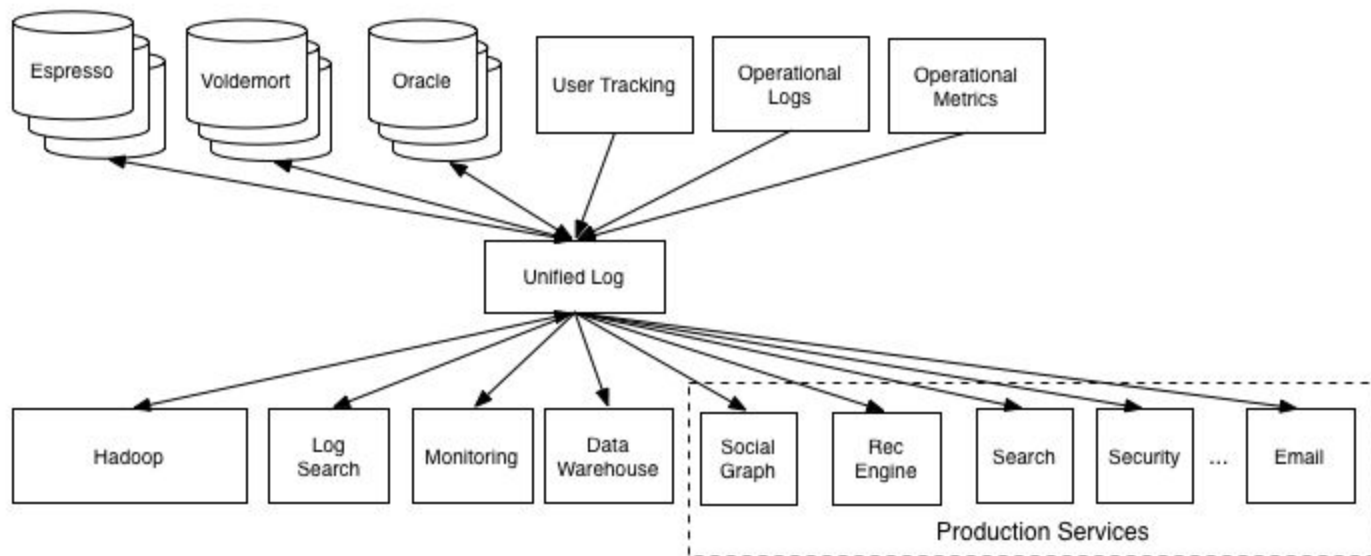 Espresso
Voldemort
Oracle
User Tracking
Operational
Logs
Operational
Metrics
Unified Log
Hadoop
Log
Search
Monitoring
Data
Warehouse
Social
Graph
Rec
Engine
Search
Security
...
Email
Production Services